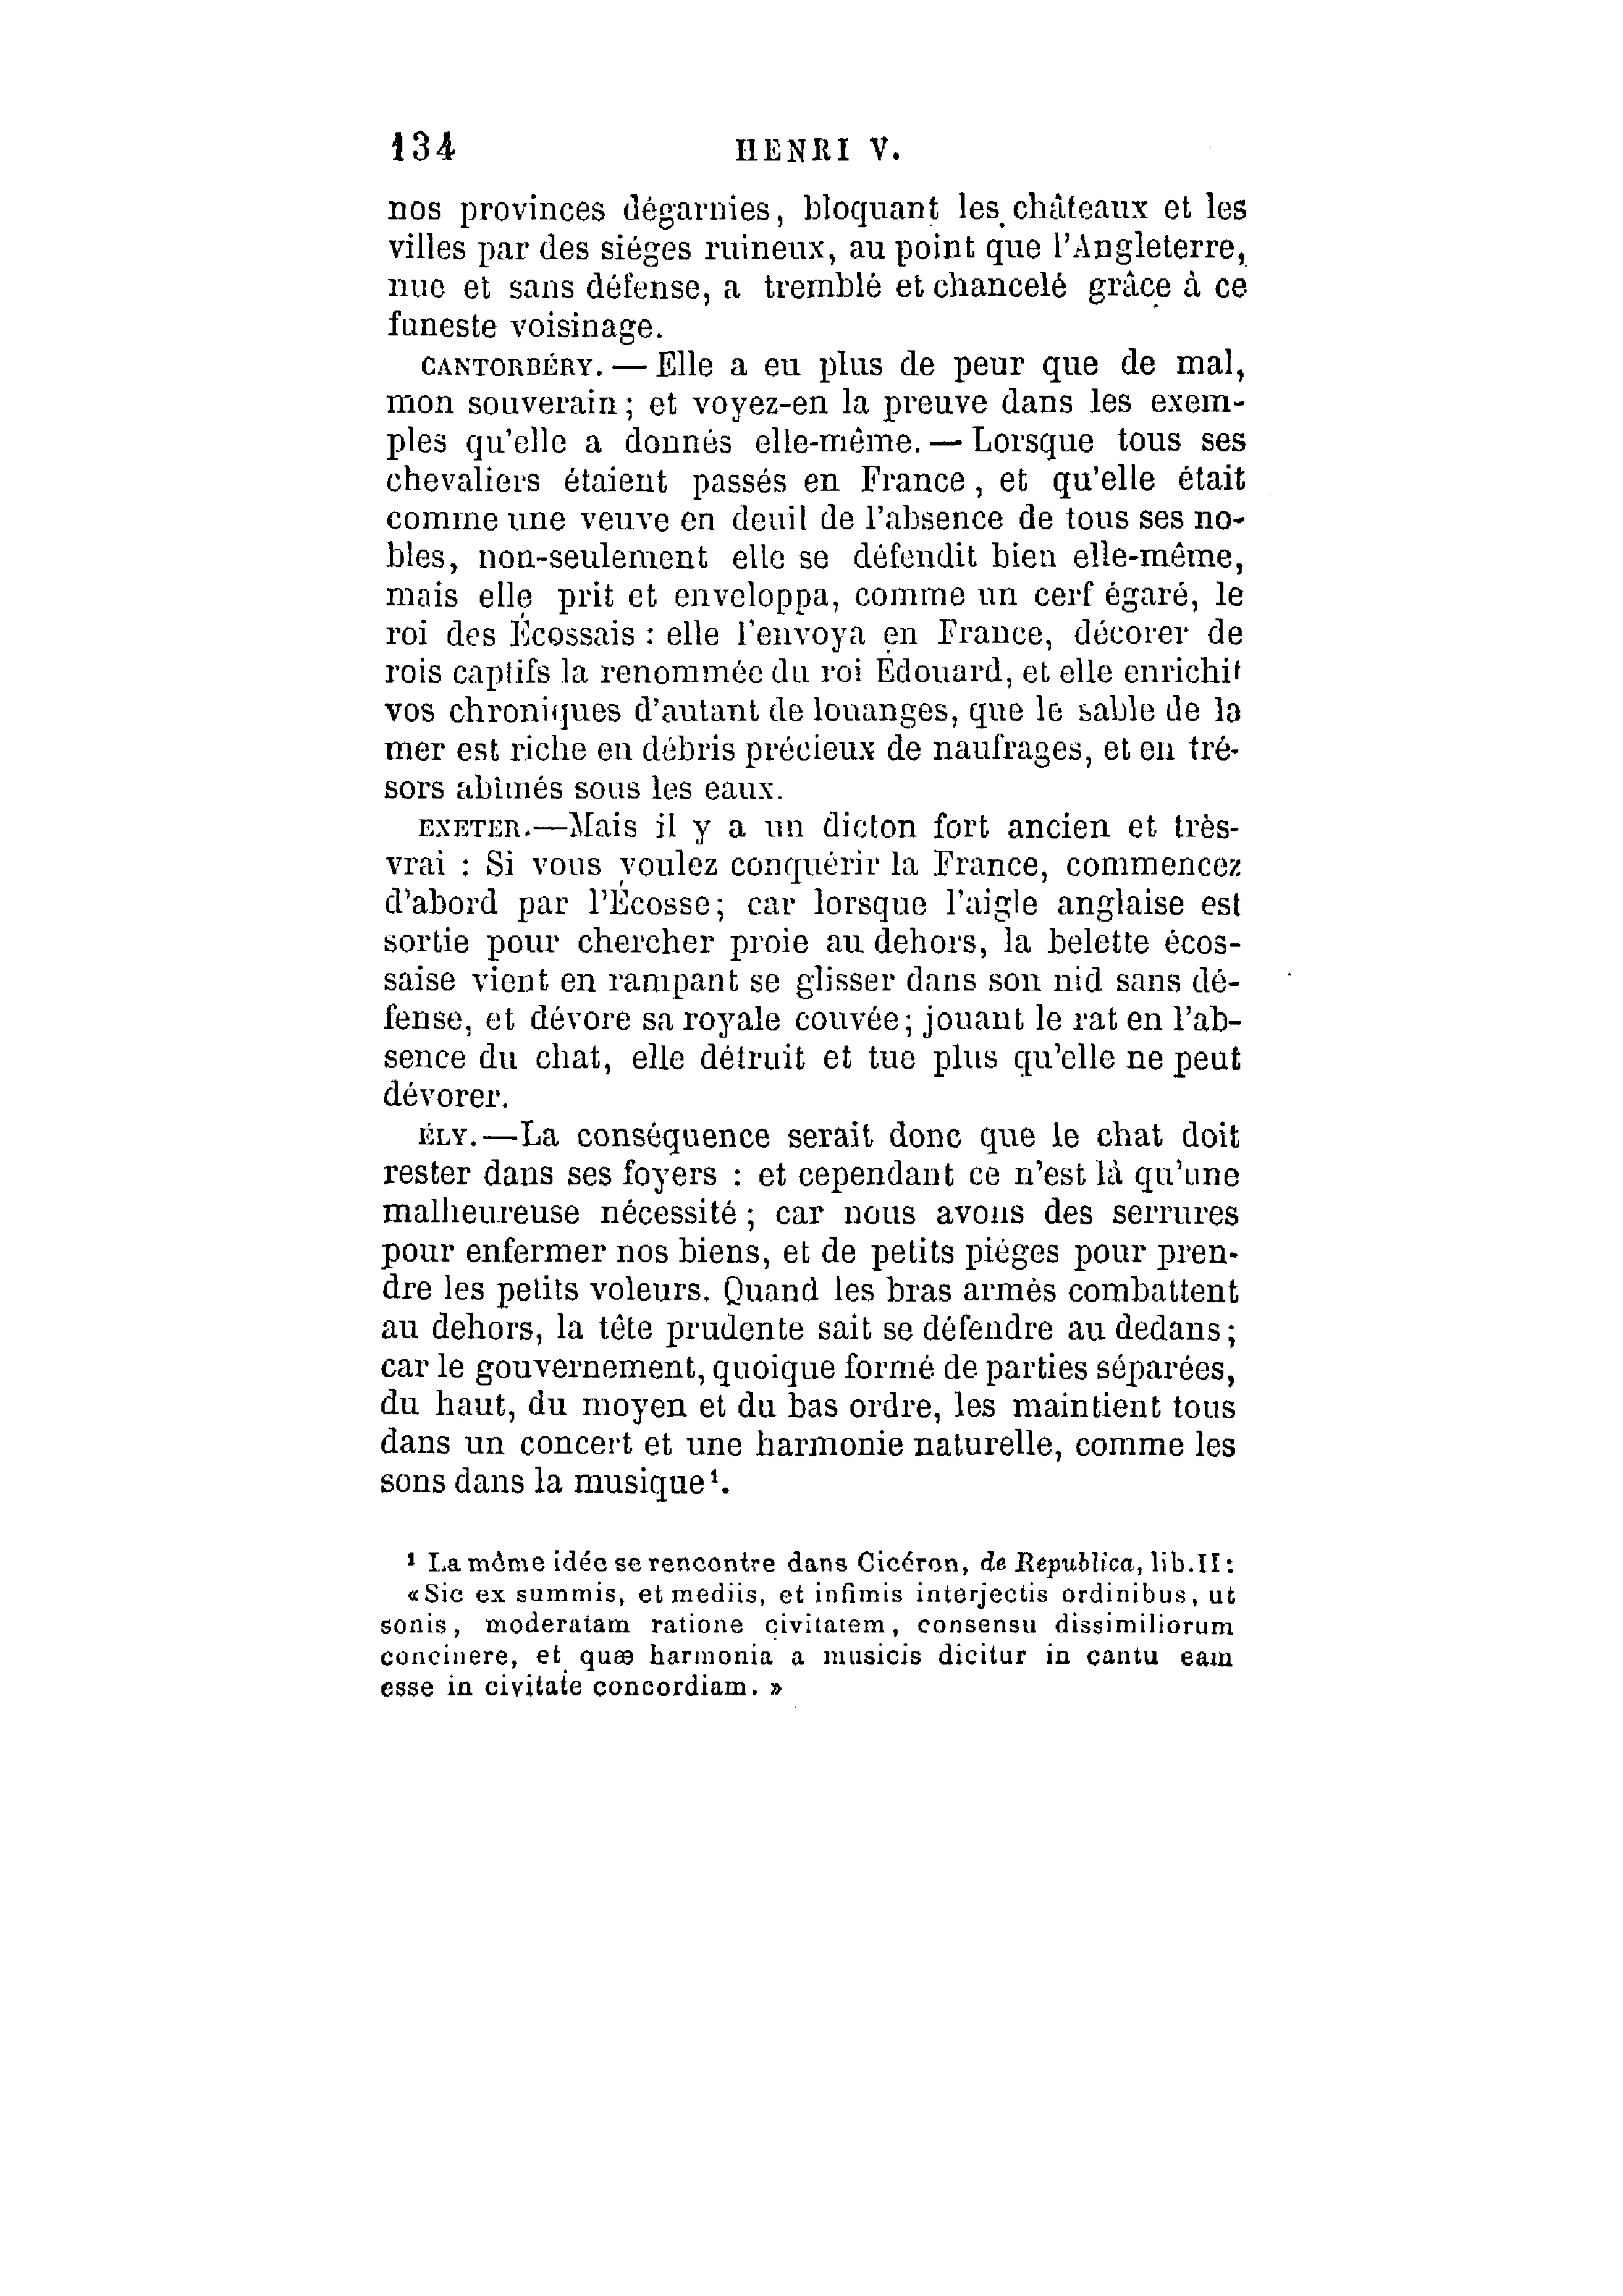 134 HENRI V.
nos provinces dégarnies, bloquant les châteaux et les
villes par des siéges ruineux, au point que l'Angleterre,
nue et sans défense, a tremblé et chancelé grâce à ce
funeste voisinage.
CANTORBÉRY. — Elle a eu plus de peur que de mal,
mon souverain ; et voyez-en la preuve dans les exem-
ples qu'elle a donnés elle-même. — Lorsque tous ses
chevaliers étaient passés en France, et qu'elle était
comme une veuve en deuil de l'absence de tous ses no-
bles, non-seulement elle se défendit bien elle-même,
mais elle prit et enveloppa, comme un cerf égaré, le
roi des Écossais : elle l'envoya en France, décorer de
rois captifs la renommée du roi Édouard, et elle enrichit
vos chroniques d'autant de louanges, que le sable de la
mer est riche en débris précieux de naufrages, et en tré-
sors abîmés sous les eaux.
EXETER.—Mais il y a un dicton fort ancien et très-
vrai : Si vous voulez conquérir la France, commencez
d'abord par l'Écosse; car lorsque l'aigle anglaise est
sortie pour chercher proie au dehors, la belette écos-
saise vient en rampant se glisser dans son nid sans dé-
fense, et dévore sa royale couvée; jouant le rat en l'ab-
sence du chat, elle détruit et tue plus qu'elle ne peut
dévorer.
ÉLY.—La conséquence serait donc que le chat doit
rester dans ses foyers : et cependant ce n'est là qu'une
malheureuse nécessité ; car nous avons des serrures
pour enfermer nos biens, et de petits piéges pour pren-
dre les petits voleurs. Quand les bras armés combattent
au dehors, la tête prudente sait se défendre au dedans;
car le gouvernement, quoique formé de parties séparées,
du haut, du moyen et du bas ordre, les maintient tous
dans un concert et une harmonie naturelle, comme les
sons dans la musique¹.
¹ La même idée se rencontre dans Cicéron, de Republica, lib. II :
«Sic ex summis, et mediis, et infimis interjectis ordinibus, ut
sonis, moderatam ratione civitatem, consensu dissimiliorum
concinere, et quæ harmonia a musicis dicitur in cantu eam
esse in civitate concordiam. »